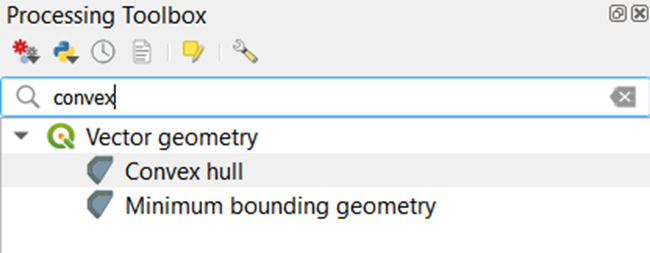 Processing Toolbox
convex
Vector geometry
Convex hull
Minimum bounding geometry